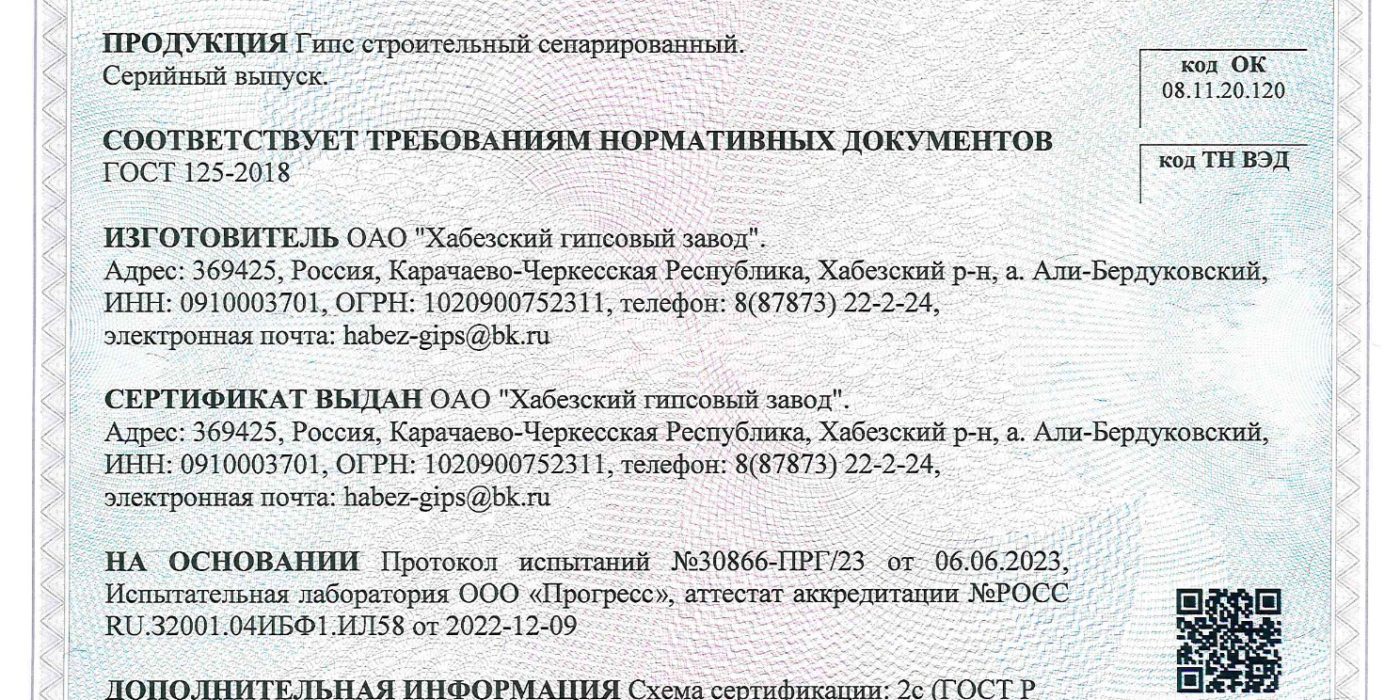 ПРОДУКЦИЯ Гипс строительный сепарированный.
Серийный выпуск.
код ОК
08.11.20.120
СООТВЕТСТВУЕТ ТРЕБОВАНИЯМ НОРМАТИВНЫХ ДОКУМЕНТОВ
ГОСТ 125-2018
код ТН ВЭД
ИЗГОТОВИТЕЛЬ ОАО "Хабезский гипсовый завод".
Адрес: 369425, Россия, Карачаево-Черкесская Республика, Хабезский р-н, а. Али-Бердуковский,
ИНН: 0910003701, ОГРН: 1020900752311, телефон: 8(87873) 22-2-24,
электронная почта: habez-gips@bk.ru
СЕРТИФИКАТ ВЫДАН ОАО "Хабезский гипсовый завод".
Адрес: 369425, Россия, Карачаево-Черкесская Республика, Хабезский р-н, а. Али-Бердуковский,
ИНН: 0910003701, ОГРН: 1020900752311, телефон: 8(87873) 22-2-24,
электронная почта: habez-gips@bk.ru
НА ОСНОВАНИИ Протокол испытаний №30866-ПРГ/23 от 06.06.2023,
Испытательная лаборатория ООО «Прогресс», аттестат аккредитации №РОСС
RU.32001.04ИБФ1.ИЛ58 от 2022-12-09
ДОПОЛНИТЕЛЬНАЯ ИНФОРМАЦИЯ Схема сертификации: 2с (ГОСТ Р